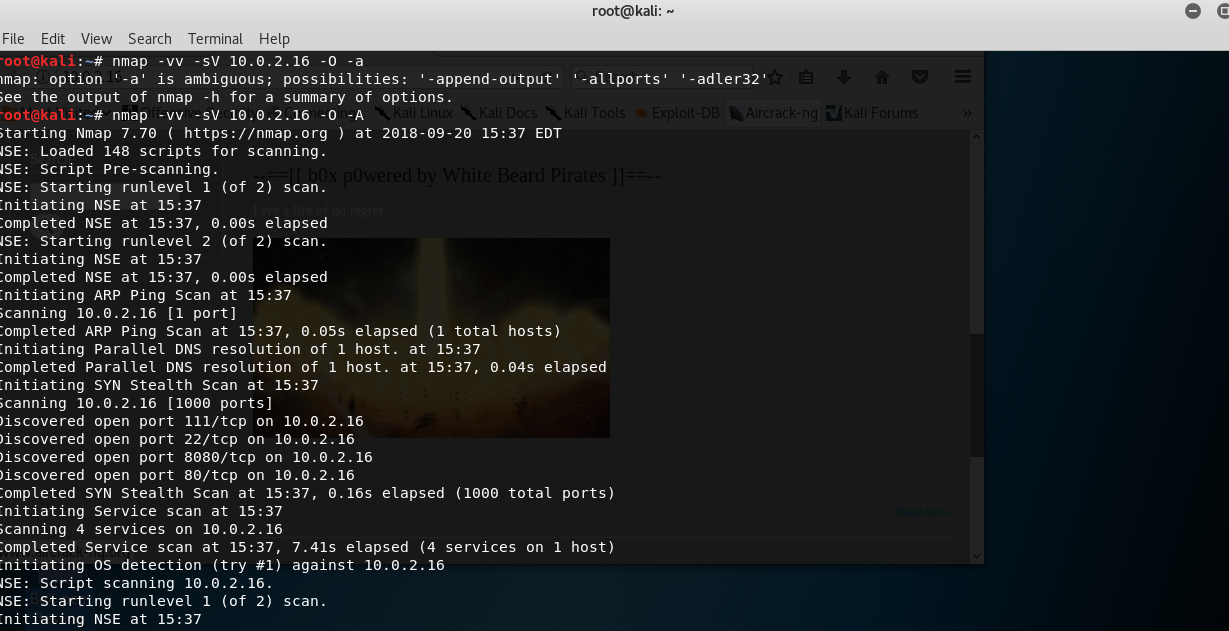 root@kali: ~
File Edit View Search Terminal Help
root@kali:~# nmap -vv -sV 10.0.2.16 -O -a
nmap: option '-a' is ambiguous; possibilities: '-append-output' '-allports' '-adler32'
See the output of nmap -h for a summary of options.
Kali Linux Kali Docs Kali Tools Exploit-DB Aircrack-ng Kali Forums »
root@kali:~# nmap -vv -sV 10.0.2.16 -O -A
Starting Nmap 7.70 ( https://nmap.org ) at 2018-09-20 15:37 EDT
NSE: Loaded 148 scripts for scanning.
NSE: Script Pre-scanning.
--==[[ b0x p0wered by White Beard Pirates ]]==--
NSE: Starting runlevel 1 (of 2) scan.
Initiating NSE at 15:37
Live a life of no regret
Completed NSE at 15:37, 0.00s elapsed
NSE: Starting runlevel 2 (of 2) scan.
Initiating NSE at 15:37
Completed NSE at 15:37, 0.00s elapsed
Initiating ARP Ping Scan at 15:37
Scanning 10.0.2.16 [1 port]
Completed ARP Ping Scan at 15:37, 0.05s elapsed (1 total hosts)
Initiating Parallel DNS resolution of 1 host. at 15:37
Completed Parallel DNS resolution of 1 host. at 15:37, 0.04s elapsed
Initiating SYN Stealth Scan at 15:37
Scanning 10.0.2.16 [1000 ports]
Discovered open port 111/tcp on 10.0.2.16
Discovered open port 22/tcp on 10.0.2.16
Discovered open port 8080/tcp on 10.0.2.16
Discovered open port 80/tcp on 10.0.2.16
Completed SYN Stealth Scan at 15:37, 0.16s elapsed (1000 total ports)
Initiating Service scan at 15:37
Read more
Scanning 4 services on 10.0.2.16
Completed Service scan at 15:37, 7.41s elapsed (4 services on 1 host)
Initiating OS detection (try #1) against 10.0.2.16
NSE: Script scanning 10.0.2.16.
NSE: Starting runlevel 1 (of 2) scan.
Initiating NSE at 15:37